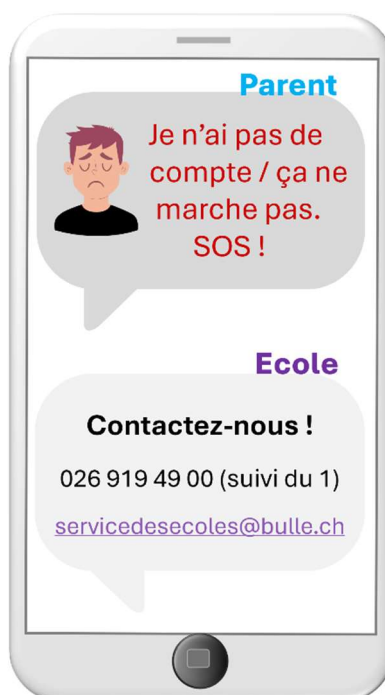 Parent
Je n'ai pas de
compte / ça ne
marche pas.
SOS !
Ecole
Contactez-nous !
026 919 49 00 (suivi du 1)
servicedesecoles@bulle.ch